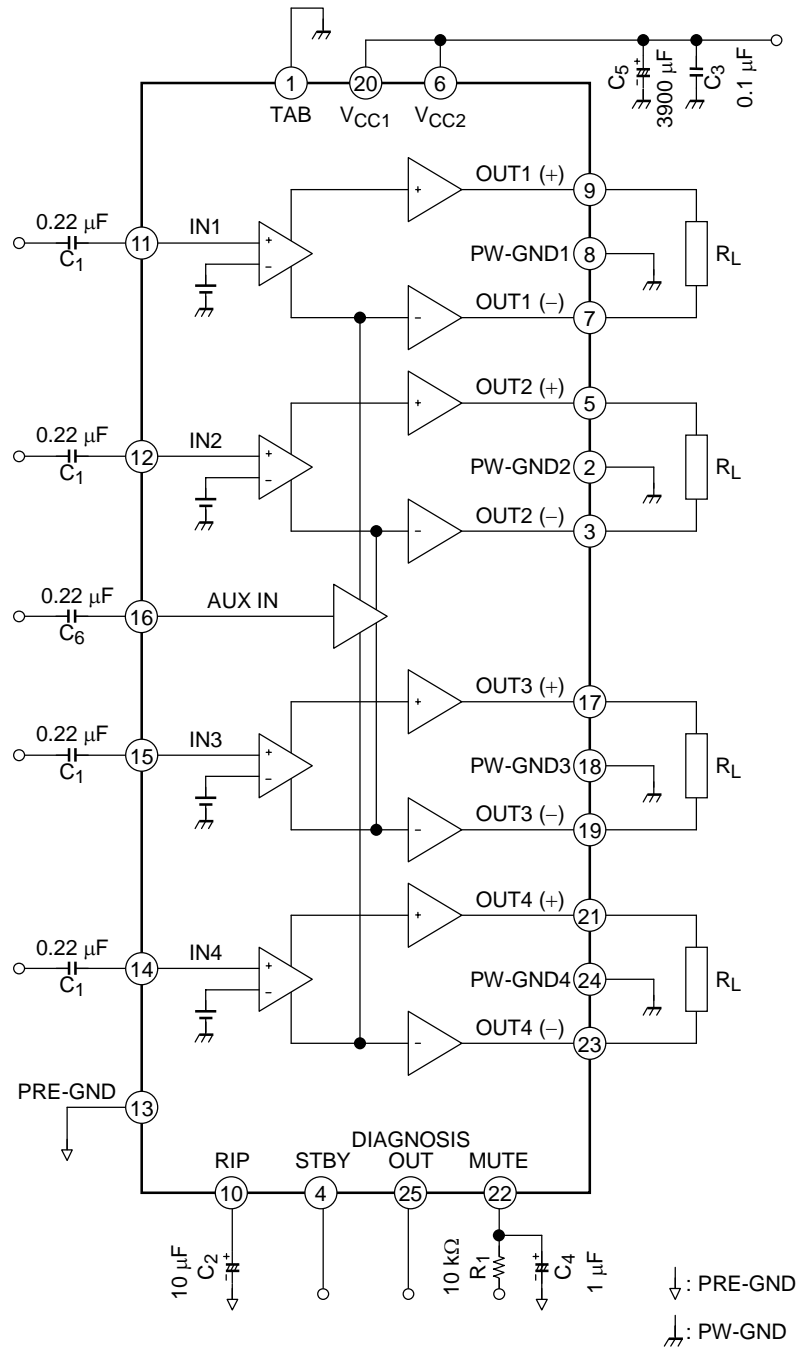 1
20
6
TAB
VCC1
VCC2
C5
3900 μF
C3
0.1 μF
OUT1 (+)
9
0.22 μF
C1
11
IN1
PW-GND1
8
RL
OUT1 (−)
7
OUT2 (+)
5
0.22 μF
C1
12
IN2
PW-GND2
2
RL
OUT2 (−)
3
0.22 μF
C6
16
AUX IN
OUT3 (+)
17
0.22 μF
C1
15
IN3
PW-GND3
18
RL
OUT3 (−)
19
OUT4 (+)
21
0.22 μF
C1
14
IN4
PW-GND4
24
RL
OUT4 (−)
23
PRE-GND
13
RIP
STBY
DIAGNOSIS
OUT
MUTE
10
4
25
22
10 μF
C2
10 kΩ
R1
C4
1 μF
: PRE-GND
: PW-GND